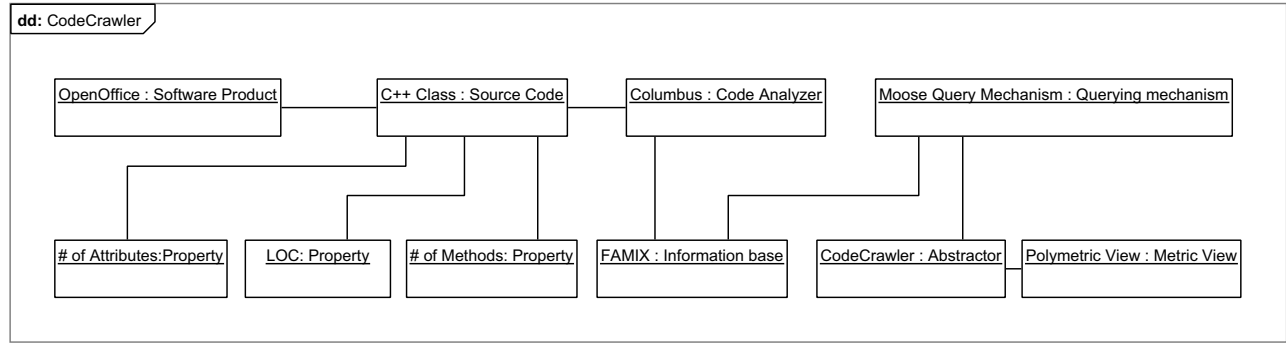 dd: CodeCrawler
OpenOffice : Software Product
C++ Class : Source Code
Columbus : Code Analyzer
Moose Query Mechanism : Querying mechanism
# of Attributes:Property
LOC: Property
# of Methods: Property
FAMIX : Information base
CodeCrawler : Abstractor
Polymetric View : Metric View